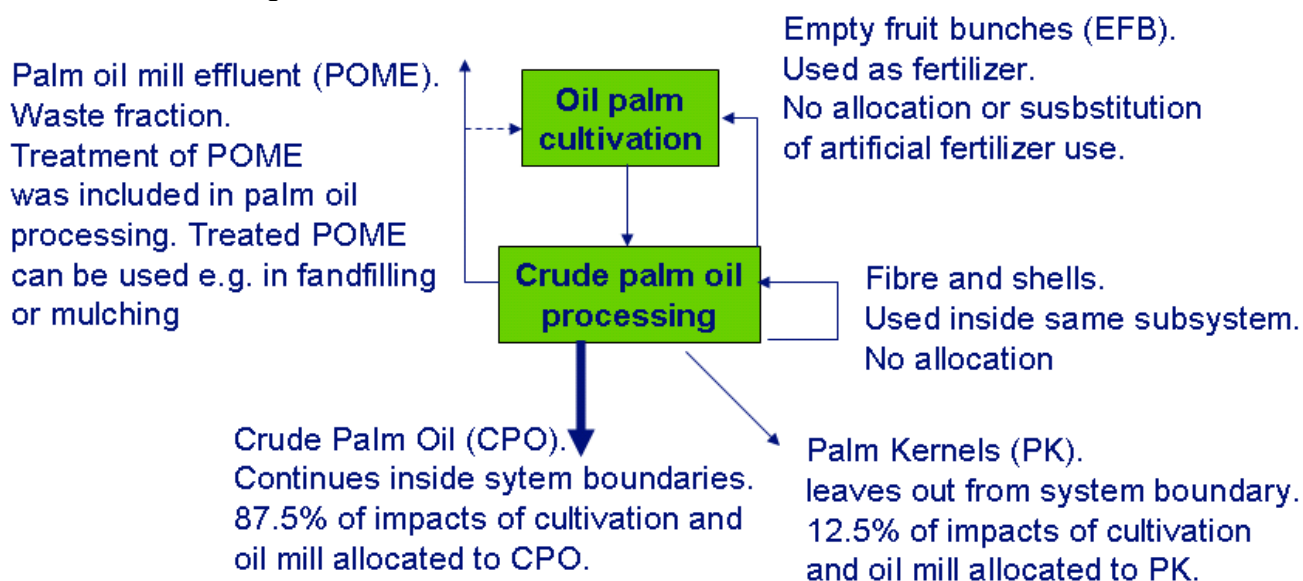 Palm oil mill effluent (POME).
Waste fraction.
Treatment of POME
was included in palm oil
processing. Treated POME
can be used e.g. in fandfilling
or mulching
Oil palm
cultivation
Empty fruit bunches (EFB).
Used as fertilizer.
No allocation or susbstitution
of artificial fertilizer use.
Crude palm oil
processing
Fibre and shells.
Used inside same subsystem.
No allocation
Crude Palm Oil (CPO).
Continues inside sytem boundaries.
87.5% of impacts of cultivation and
oil mill allocated to CPO.
Palm Kernels (PK).
leaves out from system boundary.
12.5% of impacts of cultivation
and oil mill allocated to PK.